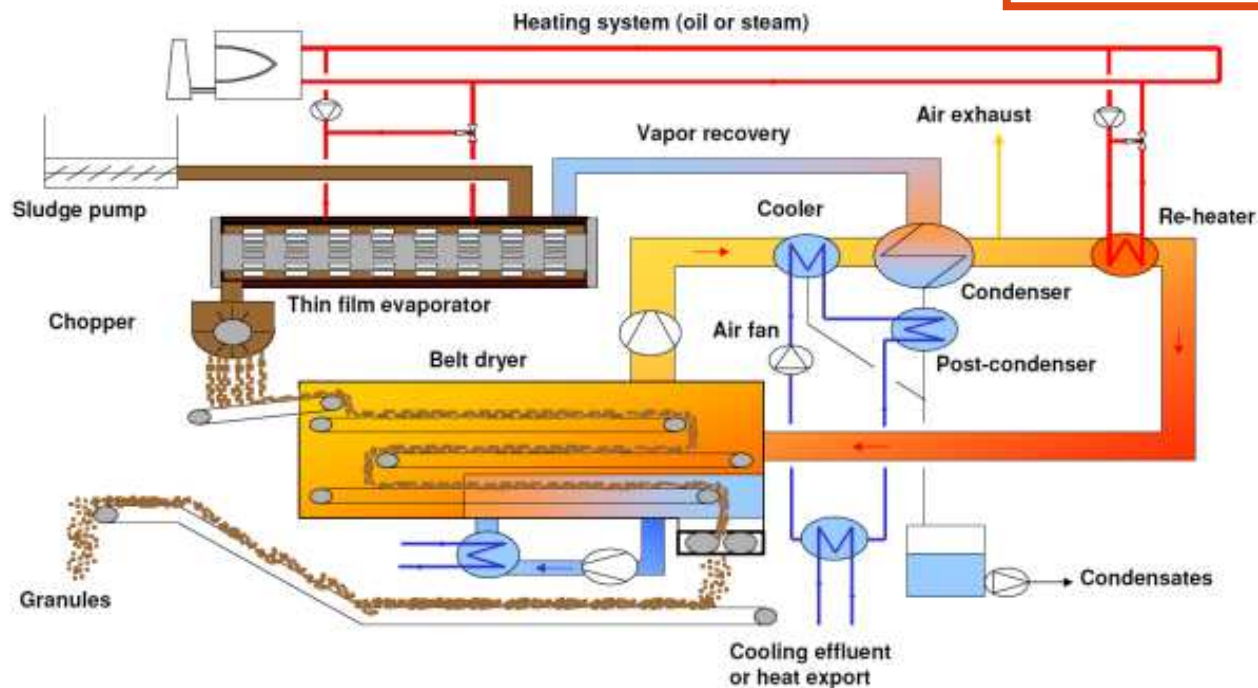 Heating system (oil or steam)
Air exhaust
Vapor recovery
Sludge pump
Cooler
Re-heater
Thin film evaporator
Condenser
Chopper
Air fan
Belt dryer
Post-condenser
Granules
Condensates
Cooling effluent
or heat export